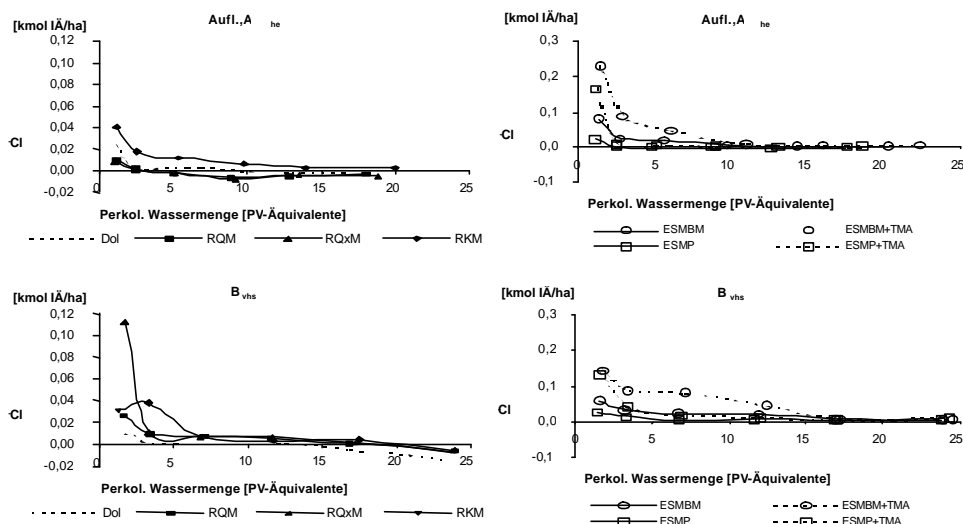 [kmol IÄ/ha]
Aufl.,A he
0,12
0,10
0,08
0,06
0,04
0,02
0,00
-0,02
·Cl
0 5 10 15 20 25
Perkol. Wassermenge [PV-Äquivalente]
Dol RQM RQxM RKM
[kmol IÄ/ha]
Aufl.,A he
0,3
0,2
0,1
0,0
-0,1
·Cl
0 5 10 15 20 25
Perkol. Wassermenge [PV-Äquivalente]
ESMBM ESMBM+TMA
ESMP ESMP+TMA
[kmol IÄ/ha]
B vhs
0,12
0,10
0,08
0,06
0,04
0,02
0,00
-0,02
·Cl
0 5 10 15 20 25
Perkol. Wassermenge [PV-Äquivalente]
Dol RQM RQxM RKM
[kmol IÄ/ha]
B vhs
0,3
0,2
0,1
0,0
-0,1
Cl
0 5 10 15 20 25
Perkol. Wassermenge [PV-Äquivalente]
ESMBM ESMBM+TMA
ESMP ESMP+TMA